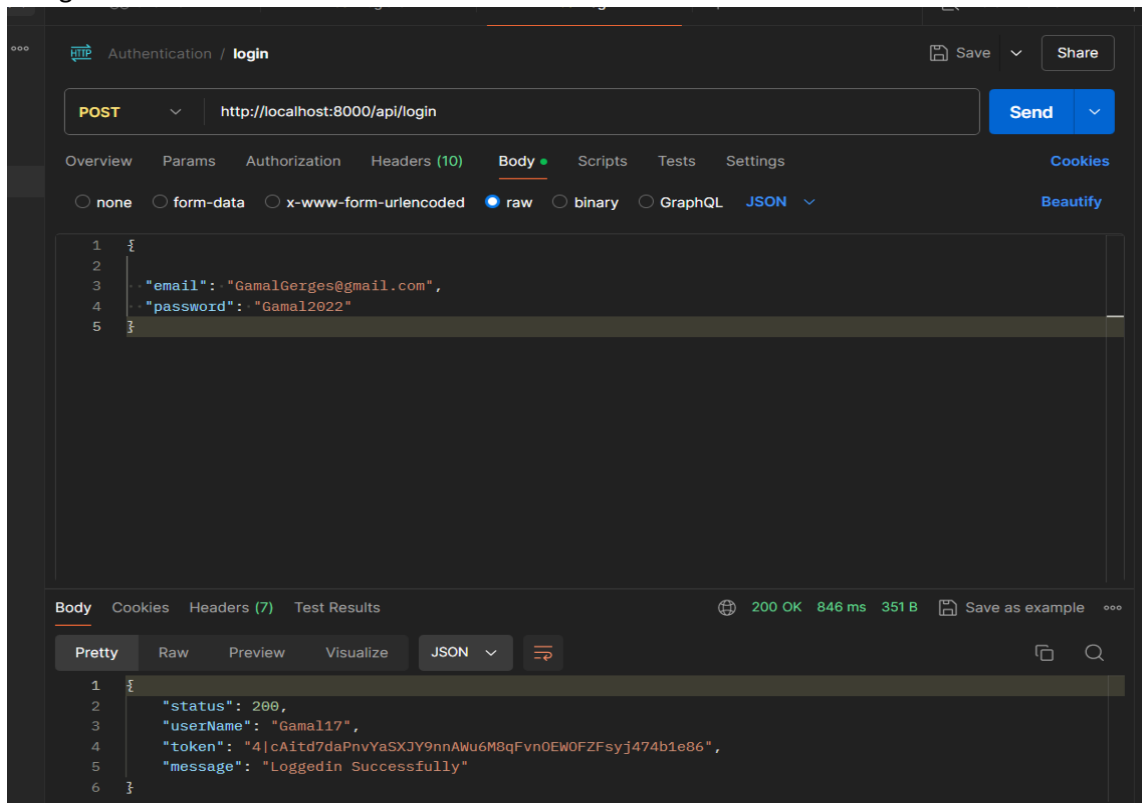 HTTP Authentication / login Save Share
POST http://localhost:8000/api/login Send
Overview Params Authorization Headers (10) Body Scripts Tests Settings Cookies
none form-data x-www-form-urlencoded raw binary GraphQL JSON Beautify
1 {
2
3 "email": "GamalGerges@gmail.com",
4 "password": "Gamal2022"
5 }
Body Cookies Headers (7) Test Results 200 OK 846 ms 351 B Save as example
Pretty Raw Preview Visualize JSON
1 {
2 "status": 200,
3 "userName": "Gamal17",
4 "token": "4|cAitd7daPnvYaSXJY9nnAWu6M8qFvnOEWOFZFsyj474b1e86",
5 "message": "Loggedin Successfully"
6 }